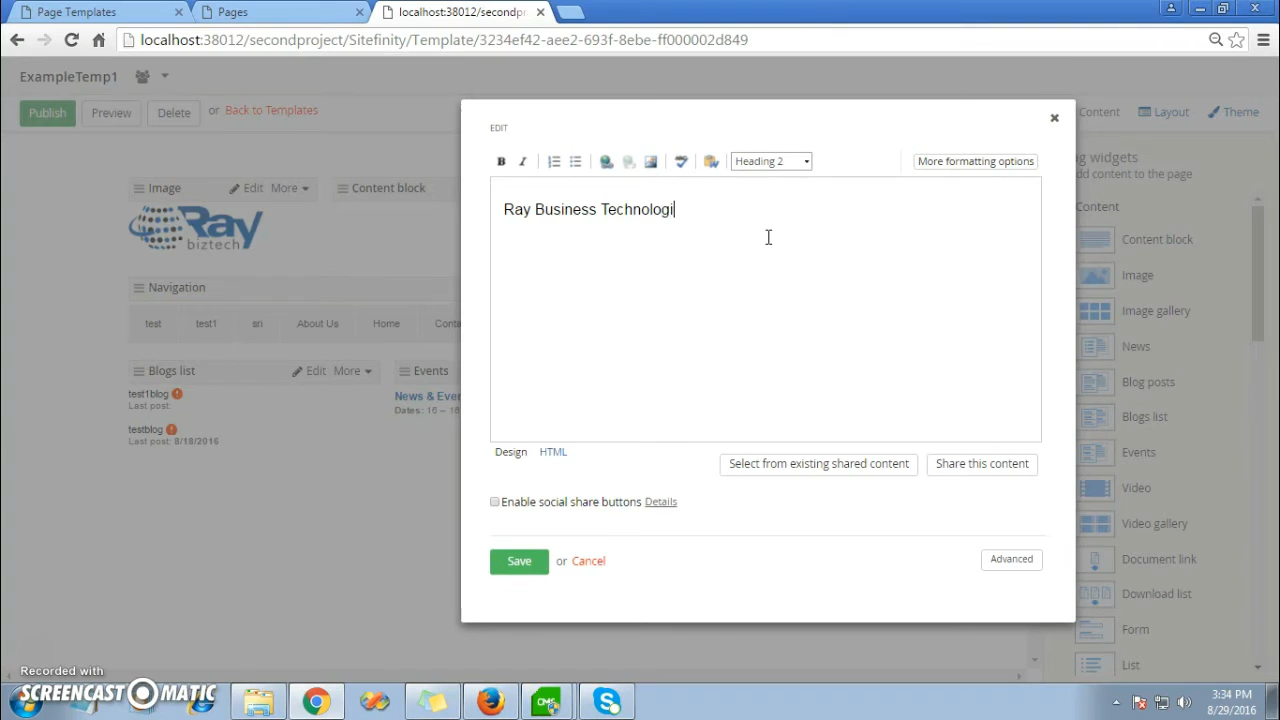 Page Templates
Pages
localhost:38012/secondpr
localhost:38012/secondproject/Sitefinity/Template/3234ef42-aee2-693f-8ebe-ff000002d849
ExampleTemp1
Publish
Preview
Delete
or
Back to Templates
Content
Layout
Theme
Image
Edit
More
Content block
Ray
biztech
Navigation
test
test1
sri
About Us
Home
Conta
Blogs list
Edit
More
Events
test1blog
Last post:
testblog
Last post: 8/18/2016
News & Ever
Dates: 16 – 18
EDIT
Heading 2
More formatting options
Ray Business Technologi
Design
HTML
Select from existing shared content
Share this content
Enable social share buttons Details
Save
or Cancel
Advanced
g widgets
add content to the page
Content
Content block
Image
Image gallery
News
Blog posts
Blogs list
Events
Video
Video gallery
Document link
Download list
Form
List
Recorded with
SCREENCAST MATIC
3:34 PM
8/29/2016